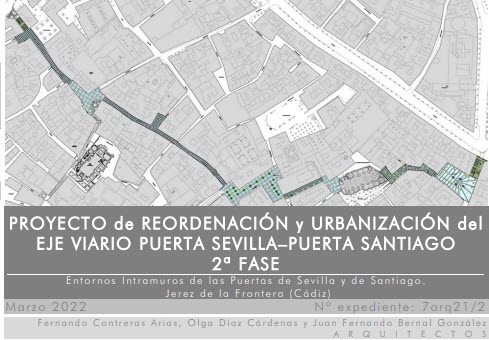 PROYECTO de REORDENACIÓN y URBANIZACIÓN del
EJE VIARIO PUERTA SEVILLA–PUERTA SANTIAGO
2ª FASE
Entornos Intramuros de las Puertas de Sevilla y de Santiago.
Jerez de la Frontera (Cádiz)
Marzo 2022 Nº expediente: 7arq21/2
Fernando Contreras Arias, Olga Díaz Cárdenas y Juan Fernando Bernal González
ARQUITECTOS